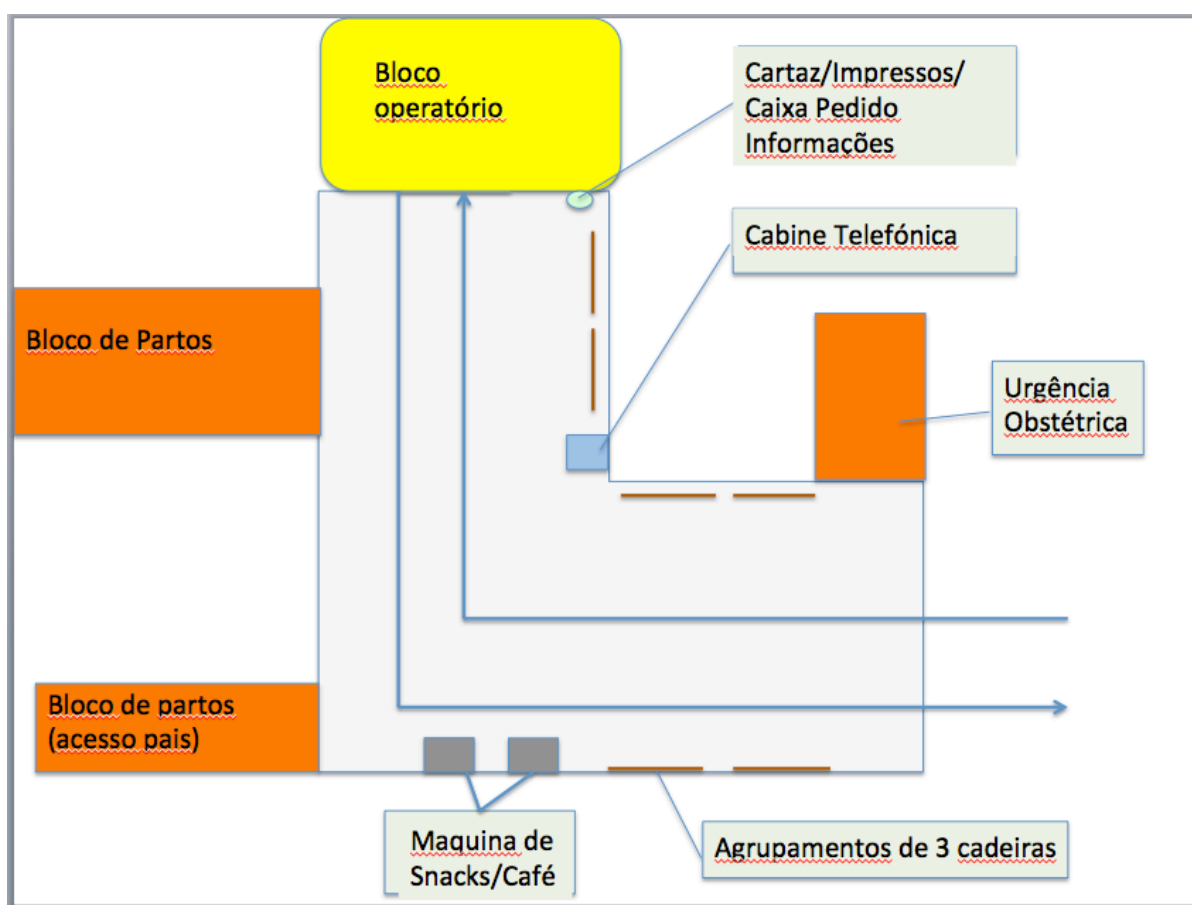 Bloco
operatório
Cartaz/Impressos/
Caixa Pedido
Informações
Cabine Telefónica
Bloco de Partos
Urgência
Obstétrica
Bloco de partos
(acesso pais)
Maquina de
Snacks/Café
Agrupamentos de 3 cadeiras